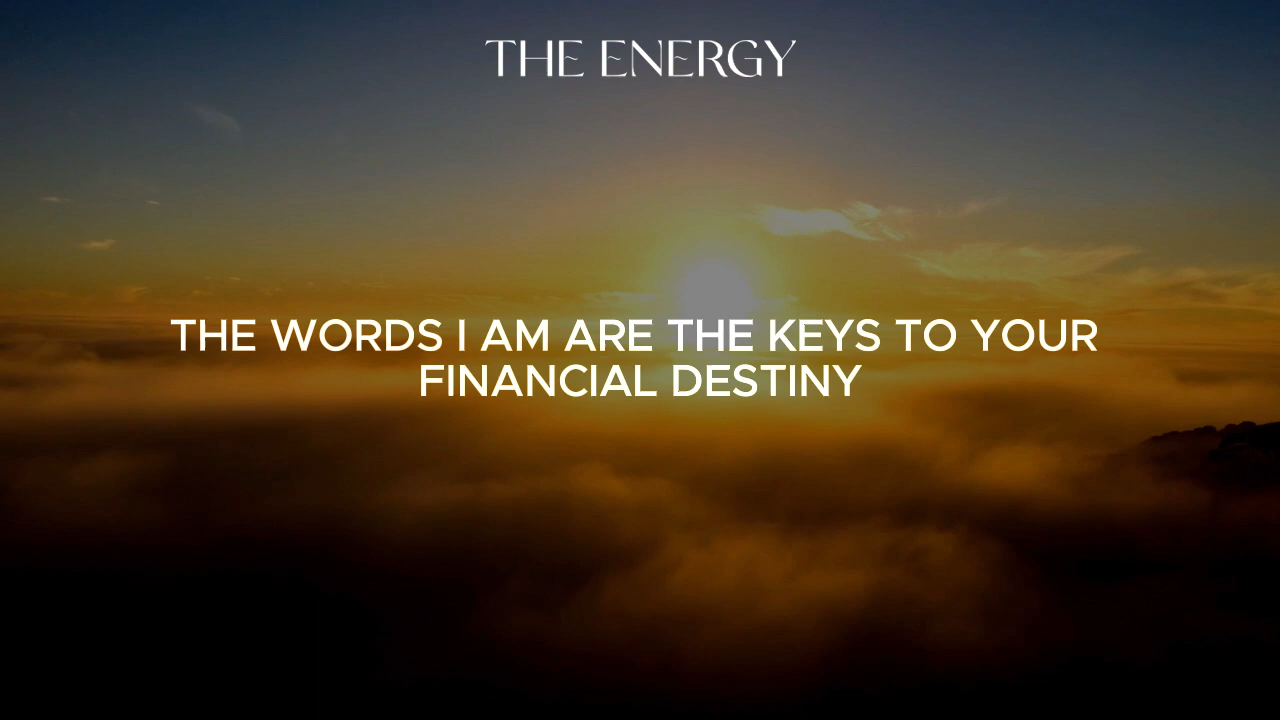 THE ENERGY
THE WORDS I AM ARE THE KEYS TO YOUR
FINANCIAL DESTINY